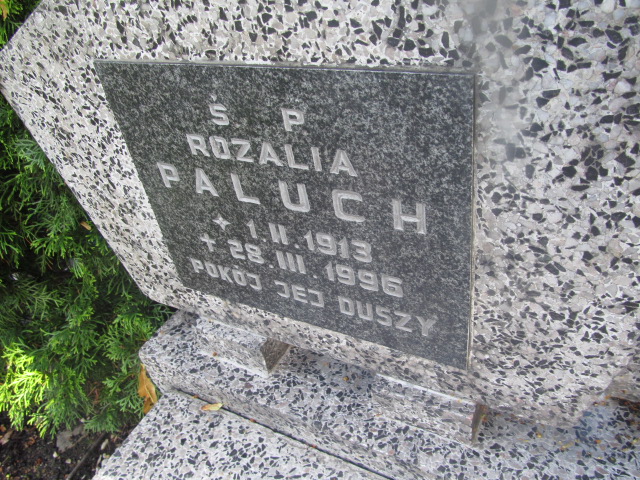 Ś P
ROZALIA
PALUCH
1.II.1913
28.III.1996
POKÓJ JEJ DUSZY